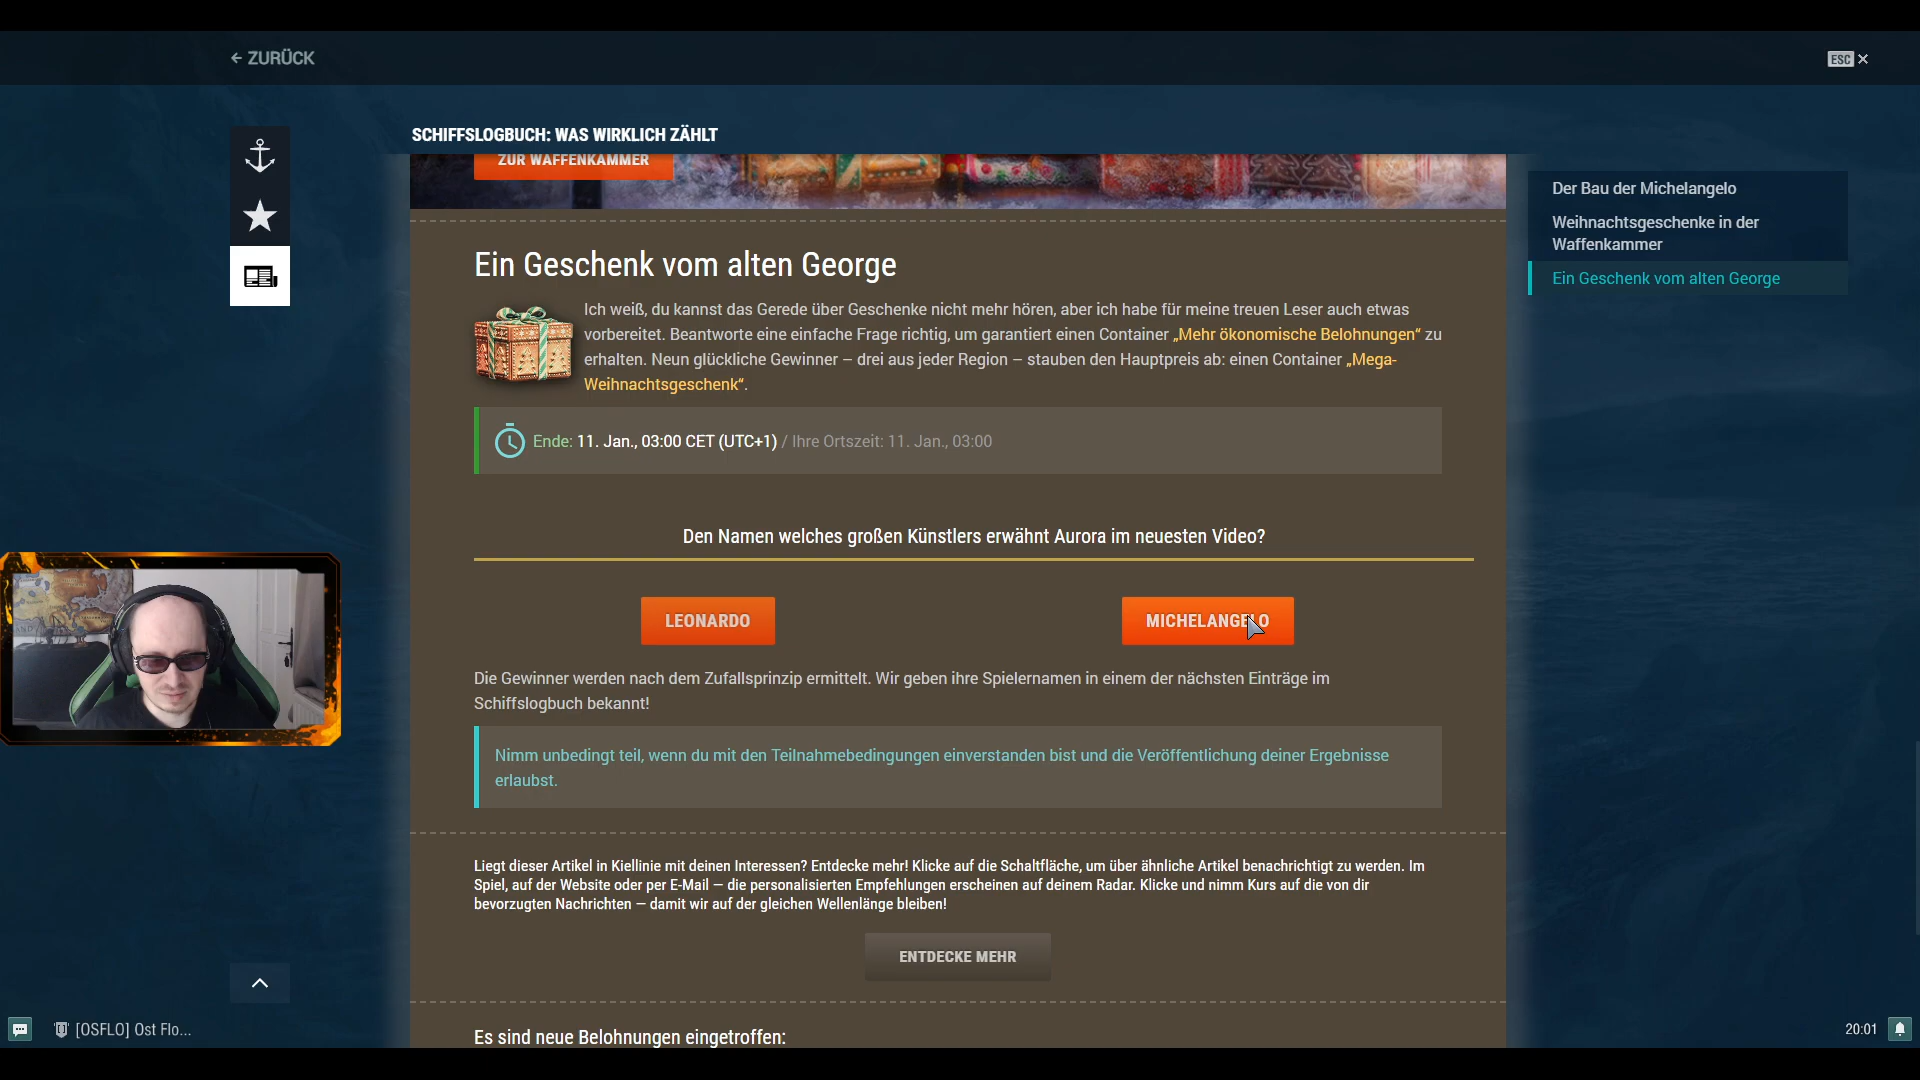 ← ZURÜCK
ESC ×
SCHIFFSLOGBUCH: WAS WIRKLICH ZÄHLT
ZUR WAFFENKAMMER
Der Bau der Michelangelo
Weihnachtsgeschenke in der
Waffenkammer
Ein Geschenk vom alten George
Ein Geschenk vom alten George
Ich weiß, du kannst das Gerede über Geschenke nicht mehr hören, aber ich habe für meine treuen Leser auch etwas
vorbereitet. Beantworte eine einfache Frage richtig, um garantiert einen Container „Mehr ökonomische Belohnungen“ zu
erhalten. Neun glückliche Gewinner – drei aus jeder Region – stauben den Hauptpreis ab: einen Container „Mega-
Weihnachtsgeschenk“.
Ende: 11. Jan., 03:00 CET (UTC+1) / Ihre Ortszeit: 11. Jan., 03:00
Den Namen welches großen Künstlers erwähnt Aurora im neuesten Video?
LEONARDO
MICHELANGELO
Die Gewinner werden nach dem Zufallsprinzip ermittelt. Wir geben ihre Spielernamen in einem der nächsten Einträge im
Schiffslogbuch bekannt!
Nimm unbedingt teil, wenn du mit den Teilnahmebedingungen einverstanden bist und die Veröffentlichung deiner Ergebnisse
erlaubst.
Liegt dieser Artikel in Kiellinie mit deinen Interessen? Entdecke mehr! Klicke auf die Schaltfläche, um über ähnliche Artikel benachrichtigt zu werden. Im
Spiel, auf der Website oder per E-Mail — die personalisierten Empfehlungen erscheinen auf deinem Radar. Klicke und nimm Kurs auf die von dir
bevorzugten Nachrichten — damit wir auf der gleichen Wellenlänge bleiben!
ENTDECKE MEHR
Es sind neue Belohnungen eingetroffen:
[OSFLO] Ost Flo...
20:01